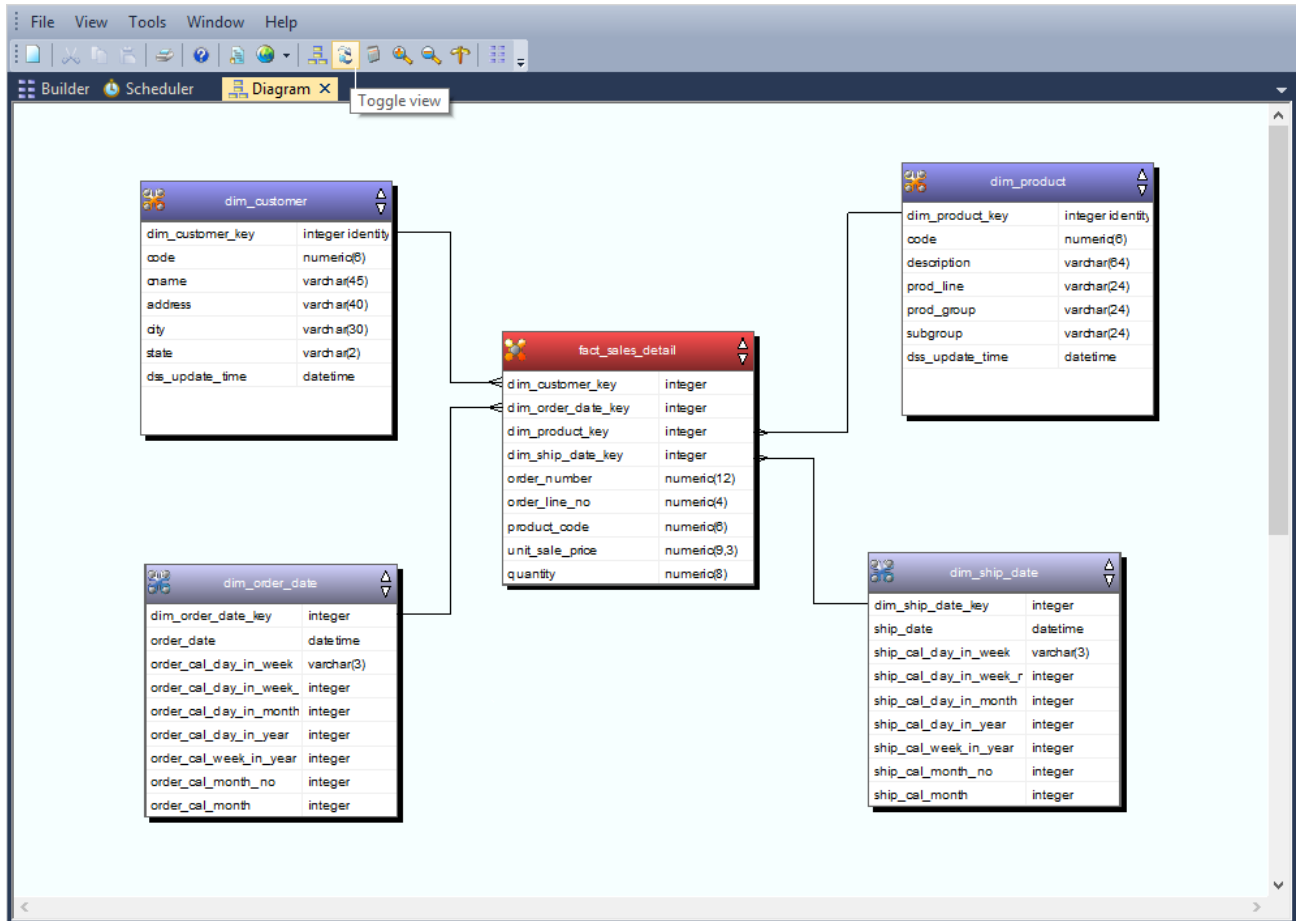 File View Tools Window Help
Builder Scheduler Diagram
Toggle view
dim_customer
dim_customer_key integer identity
code numeric(6)
cname varchar(45)
address varchar(40)
city varchar(30)
state varchar(2)
dss_update_time datetime
dim_product
dim_product_key integer identity
code numeric(6)
description varchar(64)
prod_line varchar(24)
prod_group varchar(24)
subgroup varchar(24)
dss_update_time datetime
fact_sales_detail
dim_customer_key integer
dim_order_date_key integer
dim_product_key integer
dim_ship_date_key integer
order_number numeric(12)
order_line_no numeric(4)
product_code numeric(6)
unit_sale_price numeric(9,3)
quantity numeric(8)
dim_order_date
dim_order_date_key integer
order_date datetime
order_cal_day_in_week varchar(3)
order_cal_day_in_week_ integer
order_cal_day_in_month integer
order_cal_day_in_year integer
order_cal_week_in_year integer
order_cal_month_no integer
order_cal_month integer
dim_ship_date
dim_ship_date_key integer
ship_date datetime
ship_cal_day_in_week varchar(3)
ship_cal_day_in_week_r integer
ship_cal_day_in_month integer
ship_cal_day_in_year integer
ship_cal_week_in_year integer
ship_cal_month_no integer
ship_cal_month integer